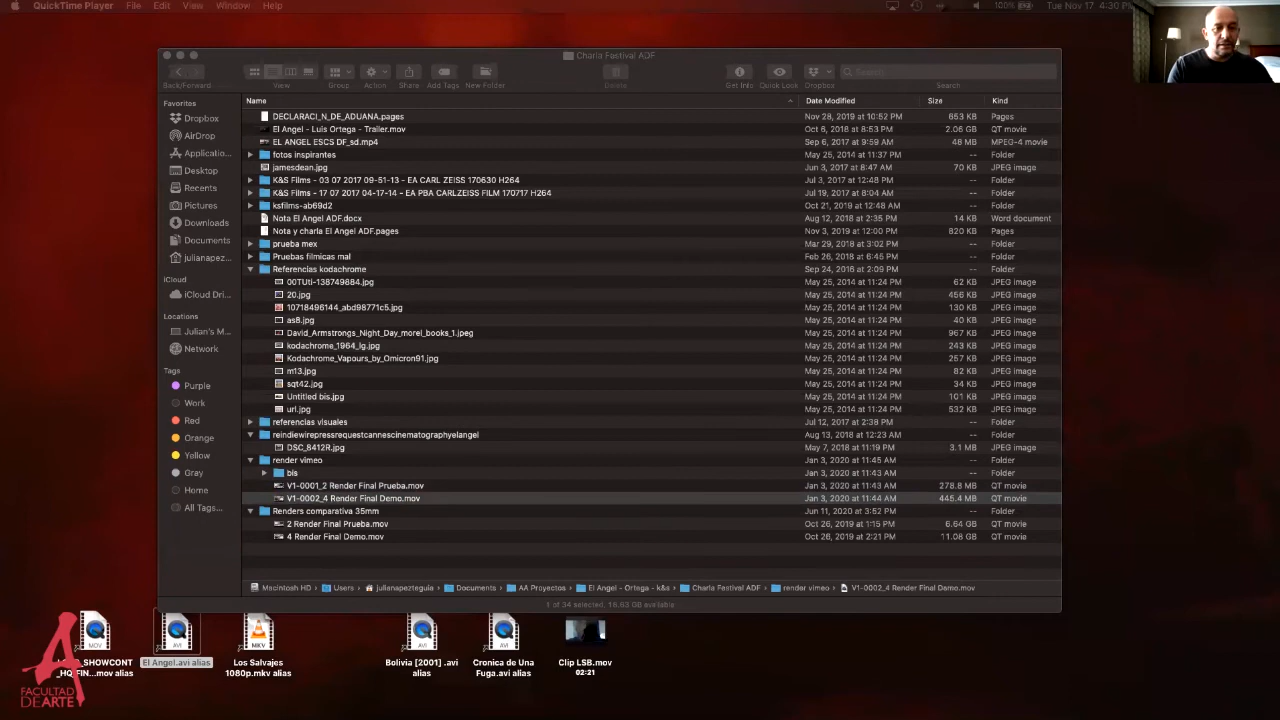 QuickTime Player File Edit View Window Help 100% Tue Nov 17 4:30 PM
Charla Fastival ADF
Search
Back/Forward View Group Action Share Add Tags New Folder Delete Get Info Quick Look Dropbox Search
Favorites
Dropbox
AirDrop
Applicatio...
Desktop
Recents
Pictures
Downloads
Documents
julianapez...
iCloud
iCloud Dri...
Locations
Julian's M...
Network
Tags
Purple
Work
Red
Orange
Yellow
Gray
Home
All Tags...
Name Date Modified Size Kind
DECLARACI_N_DE_ADUANA.pages Nov 28, 2019 at 10:52 PM 653 KB Pages
El Angel - Luis Ortega - Trailer.mov Oct 6, 2018 at 8:53 PM 2.06 GB QT movie
EL ANGEL ESCS DF_sd.mp4 Sep 6, 2017 at 9:59 AM 48 MB MPEG-4 movie
fotos inspirantes May 25, 2014 at 11:37 PM -- Folder
jamesdean.jpg Jun 3, 2017 at 8:47 AM 70 KB JPEG image
K&S Films - 03 07 2017 09-51-13 - EA CARL ZEISS 170630 H264 Jul 3, 2017 at 12:48 PM -- Folder
K&S Films - 17 07 2017 04-17-14 - EA PBA CARLZEISS FILM 170717 H264 Jul 19, 2017 at 8:04 AM -- Folder
ksfilms-ab69d2 Oct 21, 2019 at 12:48 AM -- Folder
Nota El Angel ADF.docx Aug 12, 2018 at 2:35 PM 14 KB Word document
Nota y charla El Angel ADF.pages Nov 3, 2019 at 12:00 PM 820 KB Pages
prueba mex Mar 29, 2018 at 3:02 PM -- Folder
Pruebas filmicas mal Feb 26, 2018 at 6:45 PM -- Folder
Referencias kodachrome Sep 24, 2016 at 2:09 PM -- Folder
00TUti-138749884.jpg May 25, 2014 at 11:24 PM 62 KB JPEG image
20.jpg May 25, 2014 at 11:24 PM 456 KB JPEG image
10718496144_abd98771c5.jpg May 25, 2014 at 11:24 PM 130 KB JPEG image
as8.jpg May 25, 2014 at 11:24 PM 40 KB JPEG image
David_Armstrongs_Night_Day_morel_books_1.jpeg May 25, 2014 at 11:24 PM 967 KB JPEG image
kodachrome_1964_lg.jpg May 25, 2014 at 11:24 PM 243 KB JPEG image
Kodachrome_Vapours_by_Omicron91.jpg May 25, 2014 at 11:24 PM 257 KB JPEG image
m13.jpg May 25, 2014 at 11:24 PM 171 KB JPEG image
sqt42.jpg May 25, 2014 at 11:24 PM 34 KB JPEG image
Untitled bis.jpg May 25, 2014 at 11:24 PM 101 KB JPEG image
url.jpg May 25, 2014 at 11:24 PM 532 KB JPEG image
referencias visuales Jul 12, 2017 at 2:38 PM -- Folder
reindiewirepressrequestcannescinematographyelangel Aug 13, 2018 at 12:23 AM -- Folder
DSC_8412R.jpg May 7, 2018 at 11:19 PM 3.1 MB JPEG image
render vimeo Jan 3, 2020 at 11:45 AM -- Folder
bis Jan 3, 2020 at 11:43 AM -- Folder
V1-0001_2 Render Final Prueba.mov Jan 3, 2020 at 11:43 AM 278.8 MB QT movie
V1-0002_4 Render Final Demo.mov Jan 3, 2020 at 11:44 AM 445.4 MB QT movie
Renders comparativa 35mm Jun 11, 2020 at 3:52 PM -- Folder
2 Render Final Prueba.mov Oct 26, 2019 at 1:15 PM 6.64 GB QT movie
4 Render Final Demo.mov Oct 26, 2019 at 2:21 PM 11.08 GB QT movie
Macintosh HD Users julianapezteguia Documents AA Proyectos El Angel - Ortega - k&s Charla Festival ADF render vimeo V1-0002_4 Render Final Demo.mov
1 of 34 selected, 15.63 GB available
MOV AVI MKV AVI AVI
_SHOWCONT El Angel.avi alias Los Salvajes Bolivia [2001] .avi Cronica de Una Clip LSB.mov
_HQ FIN...mov alias 1080p.mkv alias alias Fuga.avi alias 02:21
FACULTAD
DE ARTE